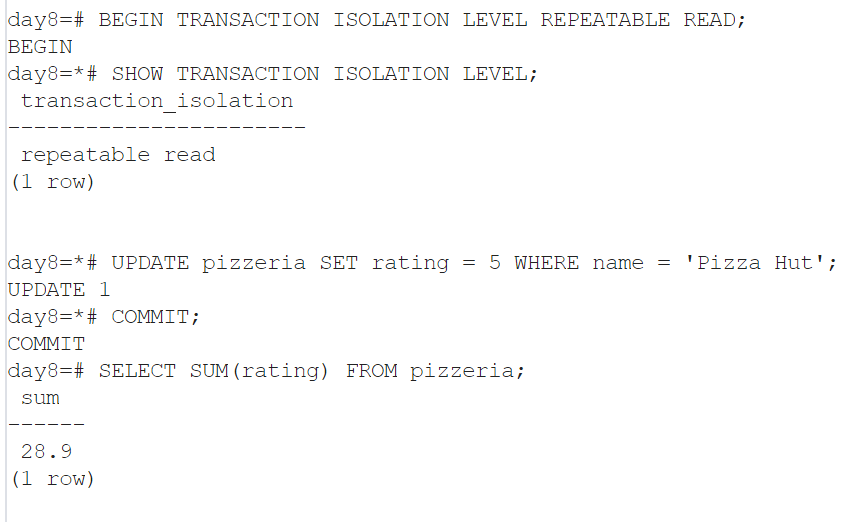 day8=# BEGIN TRANSACTION ISOLATION LEVEL REPEATABLE READ;
BEGIN
day8=*# SHOW TRANSACTION ISOLATION LEVEL;
 transaction_isolation
-----------------------
 repeatable read
(1 row)
day8=*# UPDATE pizzeria SET rating = 5 WHERE name = 'Pizza Hut';
UPDATE 1
day8=*# COMMIT;
COMMIT
day8=# SELECT SUM(rating) FROM pizzeria;
 sum
------
 28.9
(1 row)